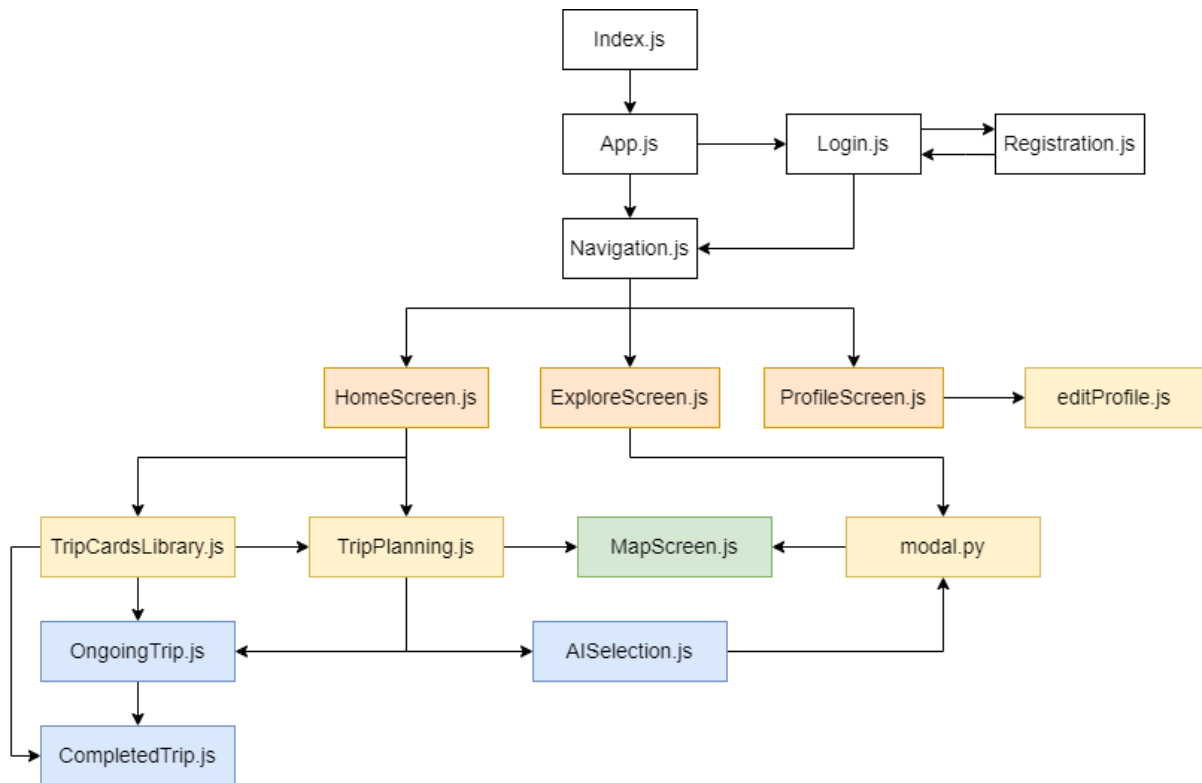 Index.js
App.js
Login.js
Registration.js
Navigation.js
HomeScreen.js
ExploreScreen.js
ProfileScreen.js
editProfile.js
TripCardsLibrary.js
TripPlanning.js
MapScreen.js
modal.py
OngoingTrip.js
AISelection.js
CompletedTrip.js